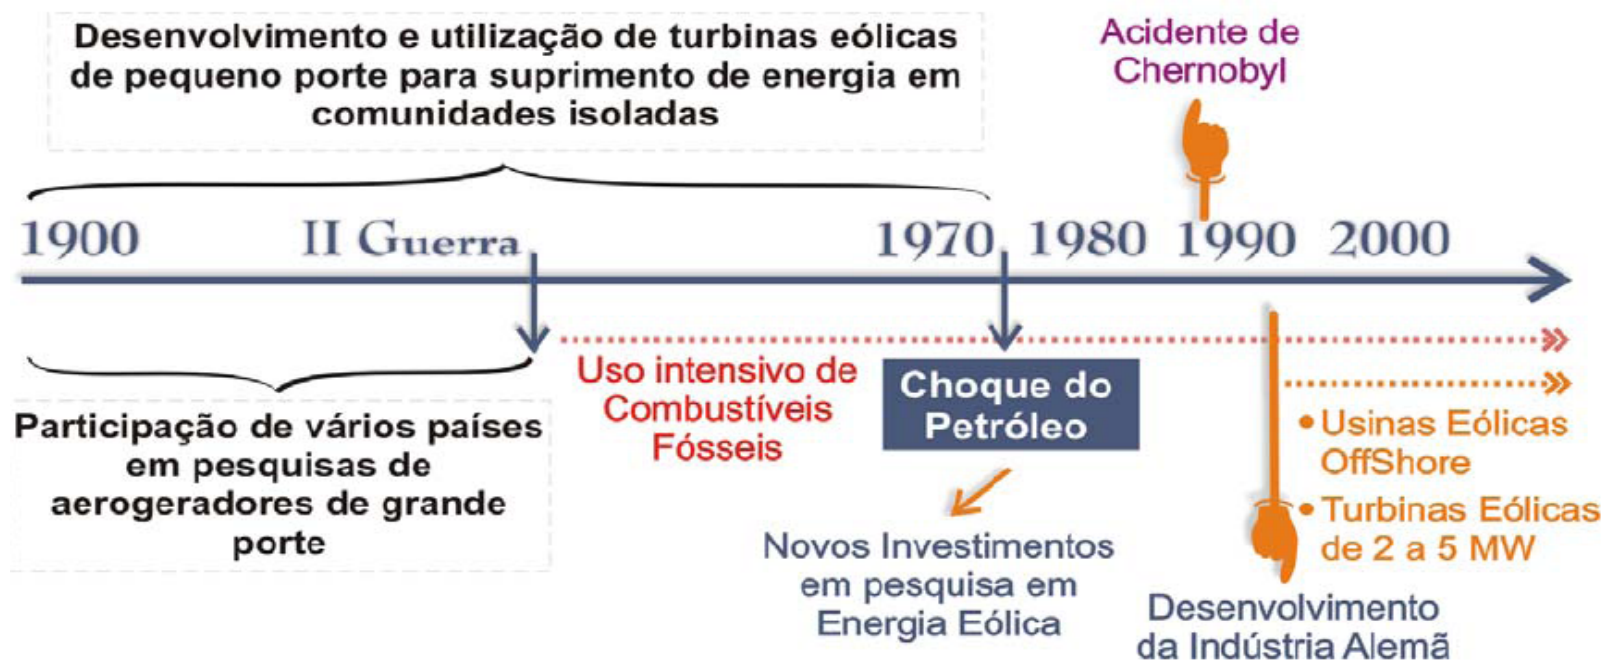 Desenvolvimento e utilização de turbinas eólicas
de pequeno porte para suprimento de energia em
comunidades isoladas
Acidente de
Chernobyl
1900
II Guerra
1970
1980
1990
2000
Participação de vários países
em pesquisas de
aerogeradores de grande
porte
Uso intensivo de
Combustíveis
Fósseis
Choque do
Petróleo
Novos Investimentos
em pesquisa em
Energia Eólica
• Usinas Eólicas
OffShore
• Turbinas Eólicas
de 2 a 5 MW
Desenvolvimento
da Indústria Alemã